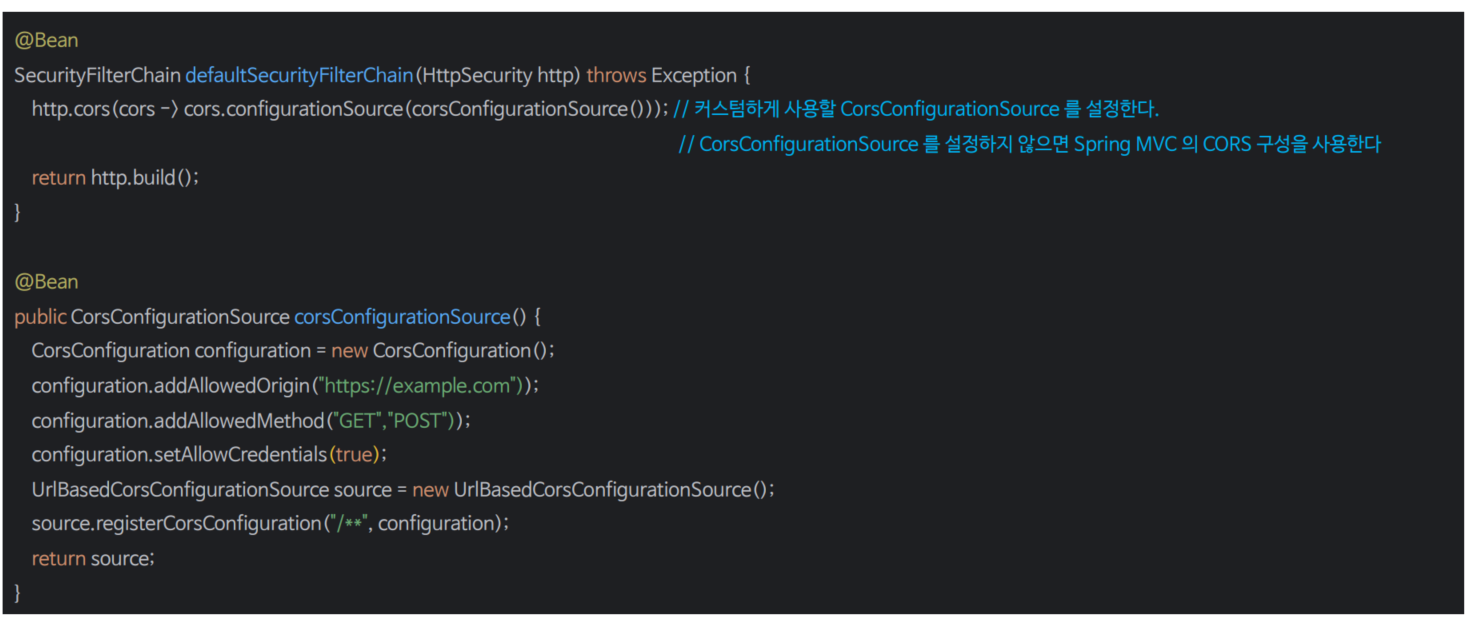 @Bean
SecurityFilterChain defaultSecurityFilterChain(HttpSecurity http) throws Exception {
http.cors(cors -> cors.configurationSource(corsConfigurationSource())); // 커스텀하게 사용할 CorsConfigurationSource 를 설정한다.
// CorsConfigurationSource 를 설정하지 않으면 Spring MVC 의 CORS 구성을 사용한다
return http.build();
}
@Bean
public CorsConfigurationSource corsConfigurationSource() {
CorsConfiguration configuration = new CorsConfiguration();
configuration.addAllowedOrigin("https://example.com"));
configuration.addAllowedMethod("GET","POST"));
configuration.setAllowCredentials(true);
UrlBasedCorsConfigurationSource source = new UrlBasedCorsConfigurationSource();
source.registerCorsConfiguration("/**", configuration);
return source;
}